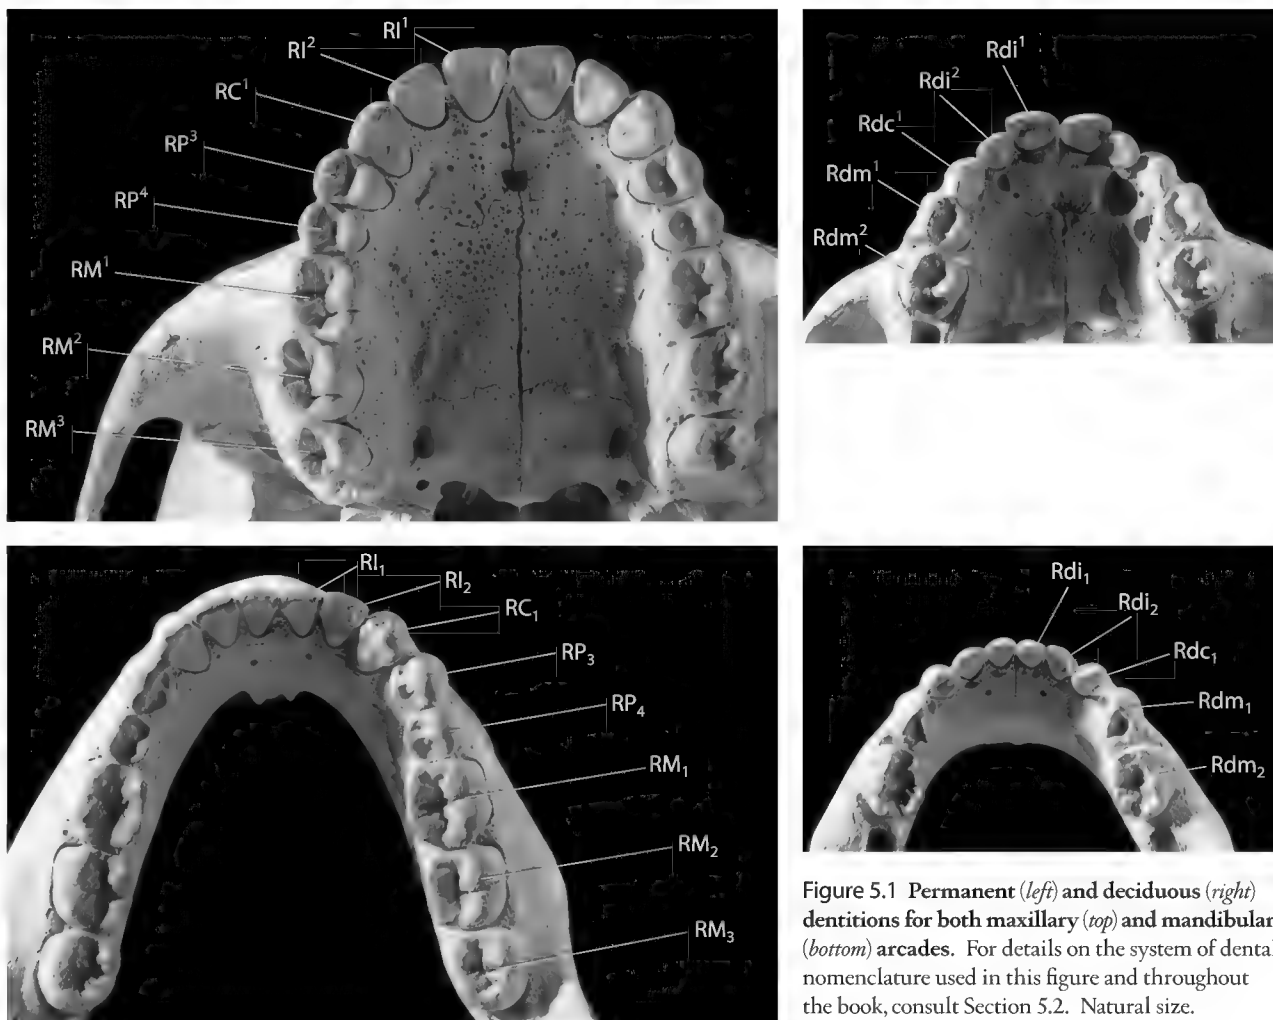 RI¹
RI²
RC¹
RP³
RP⁴
RM¹
RM²
RM³
Rdi¹
Rdi²
Rdc¹
Rdm¹
Rdm²
RI₁
RI₂
RC₁
RP₃
RP₄
RM₁
RM₂
RM₃
Rdi₁
Rdi₂
Rdc₁
Rdm₁
Rdm₂
Figure 5.1 Permanent (left) and deciduous (right)
dentitions for both maxillary (top) and mandibular
(bottom) arcades. For details on the system of dental
nomenclature used in this figure and throughout
the book, consult Section 5.2. Natural size.